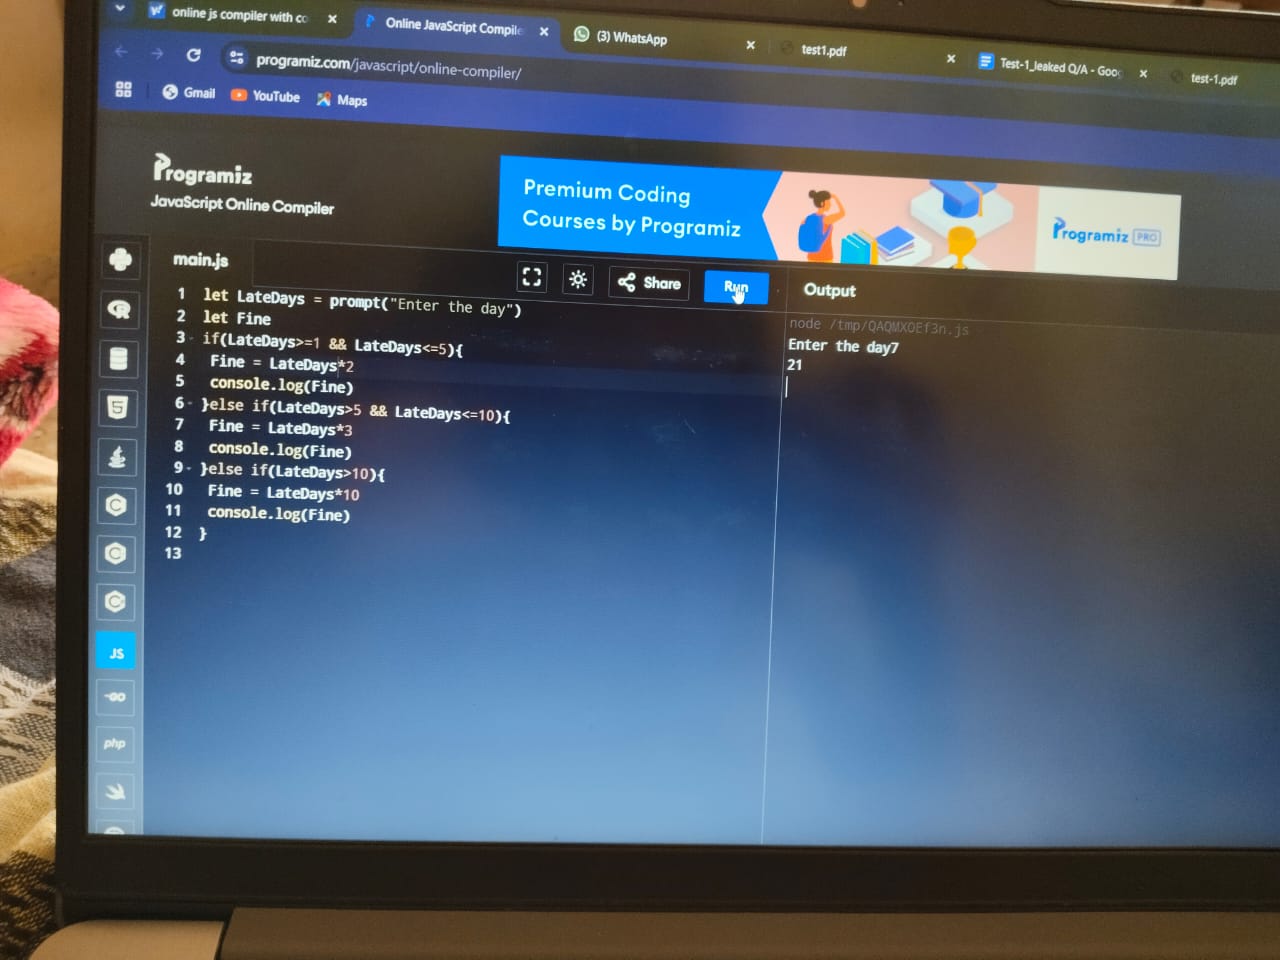 online js compiler with co
Online JavaScript Compile
(3) WhatsApp
test1.pdf
Test-1_leaked Q/A - Goo
test-1.pdf
programiz.com/javascript/online-compiler/
Gmail
YouTube
Maps
Programiz
JavaScript Online Compiler
Premium Coding
Courses by Programiz
Programiz PRO
main.js
Share
Run
Output
1 let LateDays = prompt("Enter the day")
2 let Fine
3 if(LateDays>=1 && LateDays<=5){
4 Fine = LateDays*2
5 console.log(Fine)
6 }else if(LateDays>5 && LateDays<=10){
7 Fine = LateDays*3
8 console.log(Fine)
9 }else if(LateDays>10){
10 Fine = LateDays*10
11 console.log(Fine)
12 }
13
node /tmp/QAQMXOEf3n.js
Enter the day7
21
R
5
C
C
C
JS
GO
php